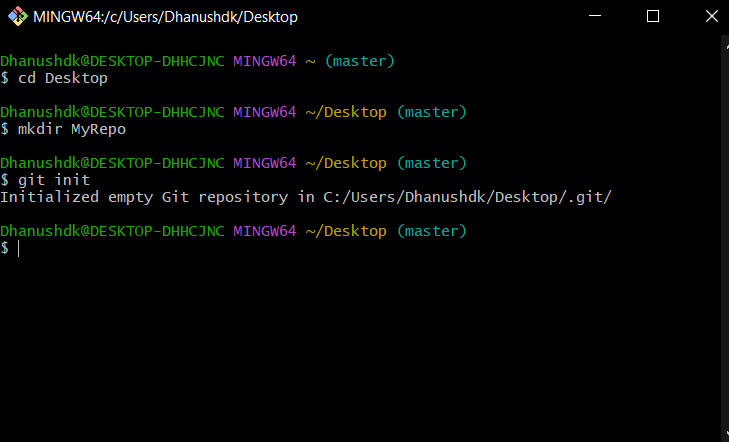 MINGW64:/c/Users/Dhanushdk/Desktop
Dhanushdk@DESKTOP-DHHCJNC MINGW64 ~ (master)
$ cd Desktop
Dhanushdk@DESKTOP-DHHCJNC MINGW64 ~/Desktop (master)
$ mkdir MyRepo
Dhanushdk@DESKTOP-DHHCJNC MINGW64 ~/Desktop (master)
$ git init
Initialized empty Git repository in C:/Users/Dhanushdk/Desktop/.git/
Dhanushdk@DESKTOP-DHHCJNC MINGW64 ~/Desktop (master)
$